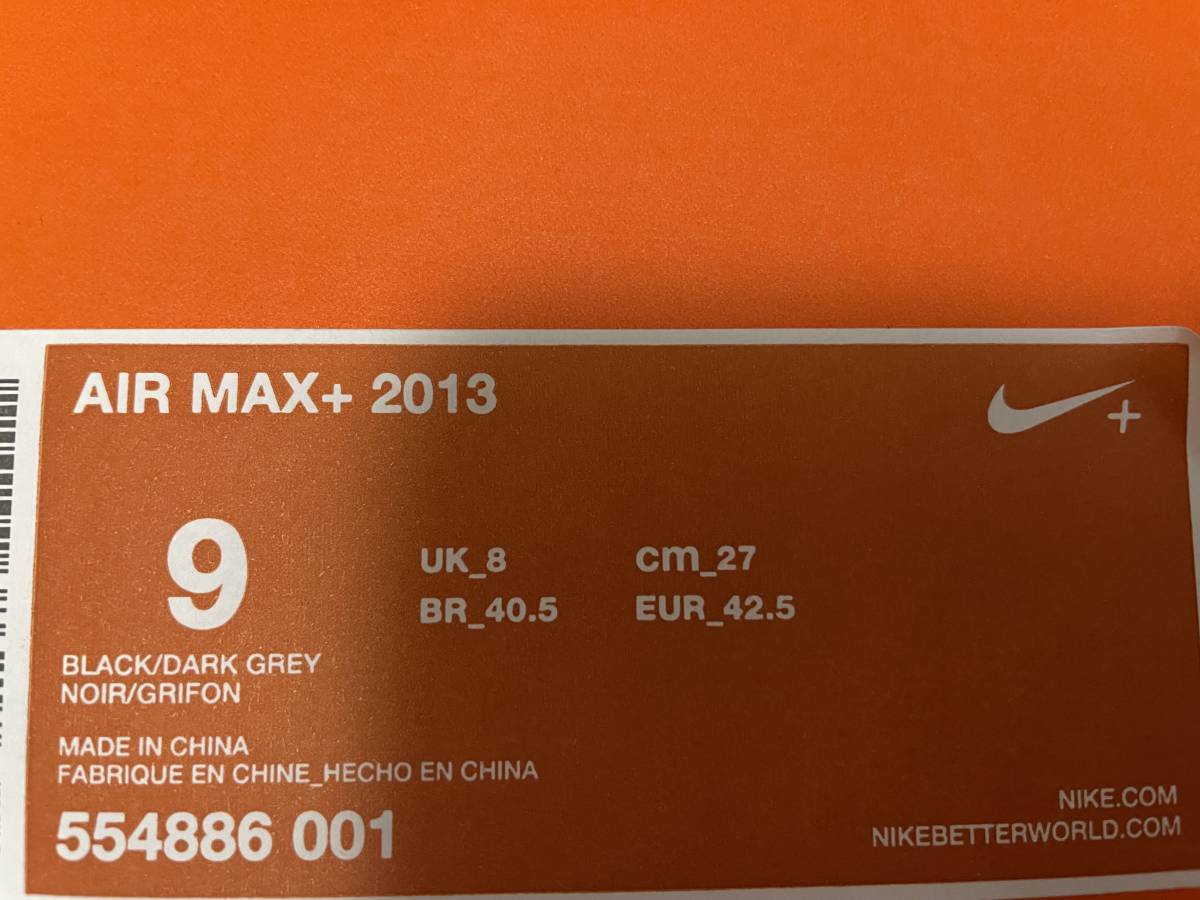 AIR MAX+ 2013
+
9
UK_8 cm_27
BR_40.5 EUR_42.5
BLACK/DARK GREY
NOIR/GRIFON
MADE IN CHINA
FABRIQUE EN CHINE_HECHO EN CHINA
554886 001
NIKE.COM
NIKEBETTERWORLD.COM